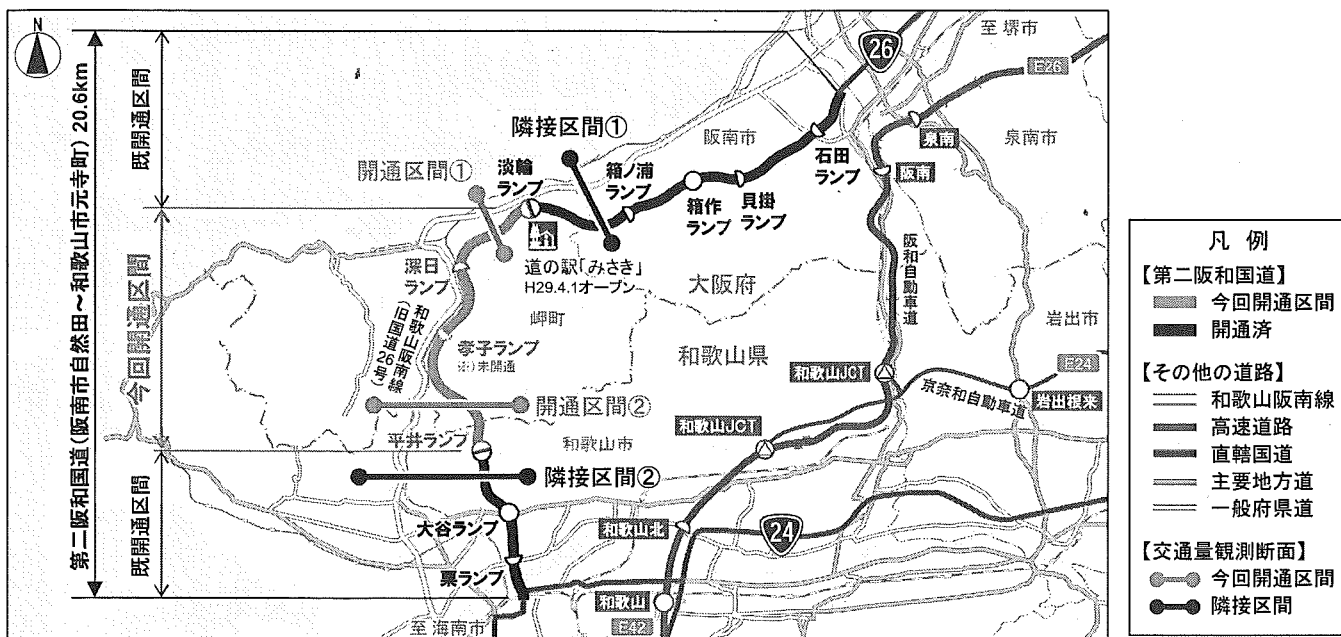 N
第二阪和国道(阪南市自然田~和歌山市元寺町) 20.6km
既開通区間
今回開通区間
既開通区間
至 堺市
26
E26
隣接区間①
阪南市
泉南
泉南市
開通区間①
淡輪
ランプ
箱ノ浦
ランプ
石田
ランプ
阪南
箱作
ランプ
貝掛
ランプ
道の駅「みさき」
H29.4.1オープン
深日
ランプ
大阪府
阪和自動車道
岬町
和歌山阪南線
(旧国道26号)
孝子ランプ
※)未開通
和歌山県
岩出市
E24
和歌山JCT
京奈和自動車道
岩出根来
開通区間②
和歌山JCT
平井ランプ
和歌山市
隣接区間②
大谷ランプ
和歌山北
24
粟ランプ
和歌山
E42
至 海南市
凡 例
【第二阪和国道】
今回開通区間
開通済
【その他の道路】
和歌山阪南線
高速道路
直轄国道
主要地方道
一般府県道
【交通量観測断面】
今回開通区間
隣接区間